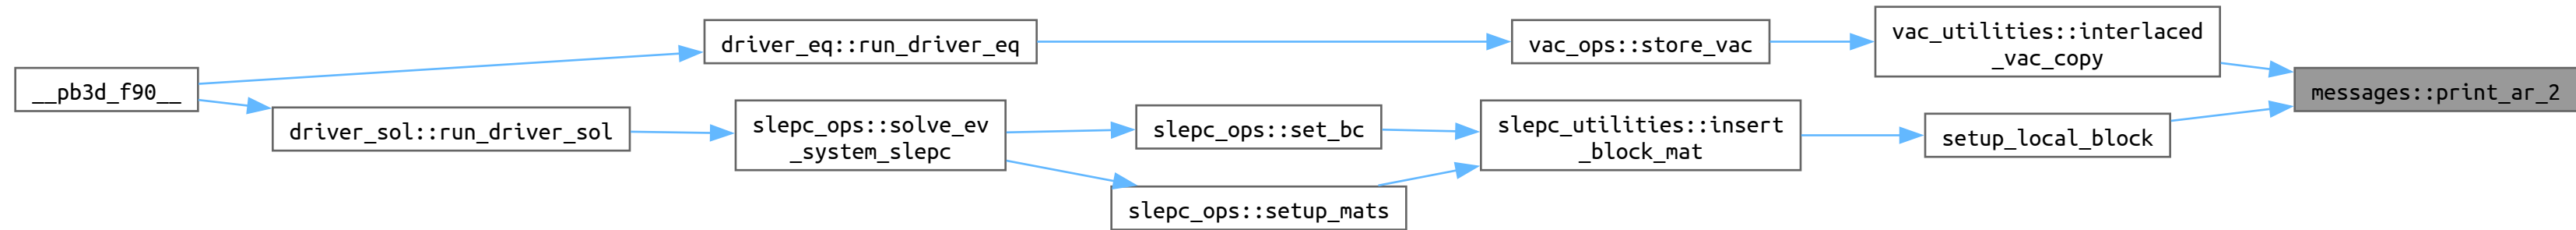 __pb3d_f90__
driver_eq::run_driver_eq
driver_sol::run_driver_sol
slepc_ops::solve_ev
_system_slepc
slepc_ops::set_bc
slepc_ops::setup_mats
vac_ops::store_vac
slepc_utilities::insert
_block_mat
vac_utilities::interlaced
_vac_copy
setup_local_block
messages::print_ar_2